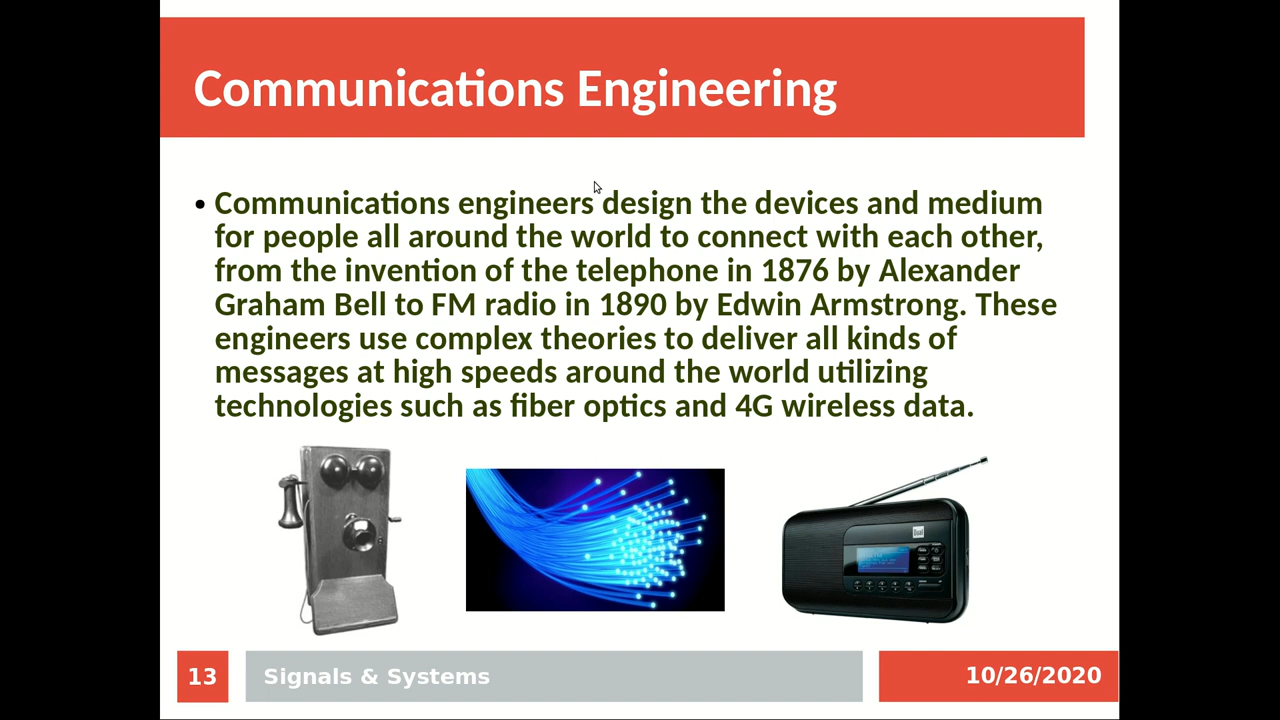 Communications Engineering
• Communications engineers design the devices and medium
for people all around the world to connect with each other,
from the invention of the telephone in 1876 by Alexander
Graham Bell to FM radio in 1890 by Edwin Armstrong. These
engineers use complex theories to deliver all kinds of
messages at high speeds around the world utilizing
technologies such as fiber optics and 4G wireless data.
Dual
13
Signals & Systems
10/26/2020